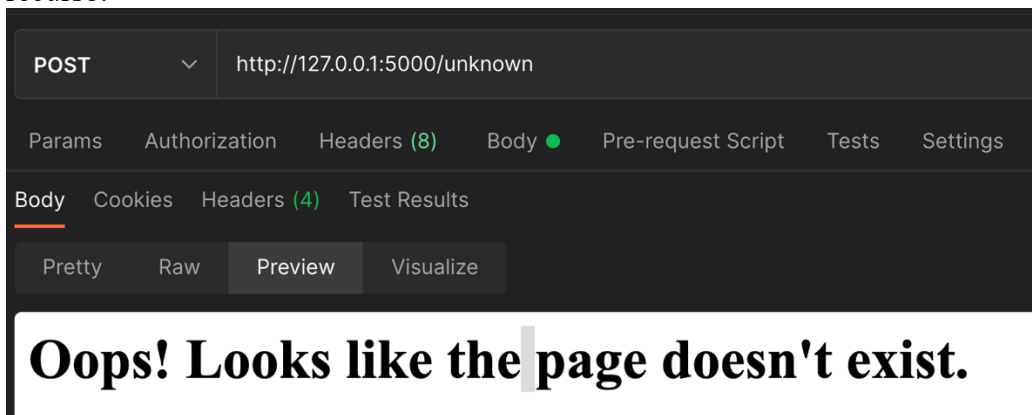 POST http://127.0.0.1:5000/unknown
Params Authorization Headers (8) Body Pre-request Script Tests Settings
Body Cookies Headers (4) Test Results
Pretty Raw Preview Visualize
Oops! Looks like the page doesn't exist.